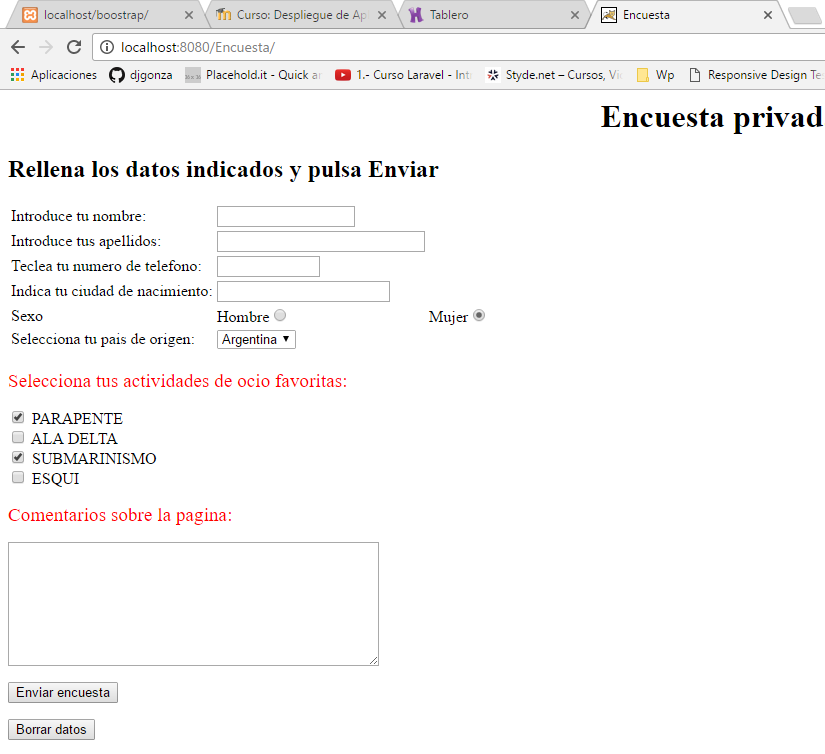 localhost/boostrap/
Curso: Despliegue de Apl
Tablero
Encuesta
localhost:8080/Encuesta/
Aplicaciones
djgonza
Placehold.it - Quick
1.- Curso Laravel - Int
Styde.net – Cursos, Vi
Wp
Responsive Design Te
Encuesta privad
Rellena los datos indicados y pulsa Enviar
Introduce tu nombre:
Introduce tus apellidos:
Teclea tu numero de telefono:
Indica tu ciudad de nacimiento:
Sexo Hombre Mujer
Selecciona tu pais de origen: Argentina
Selecciona tus actividades de ocio favoritas:
PARAPENTE
ALA DELTA
SUBMARINISMO
ESQUI
Comentarios sobre la pagina:
Enviar encuesta
Borrar datos